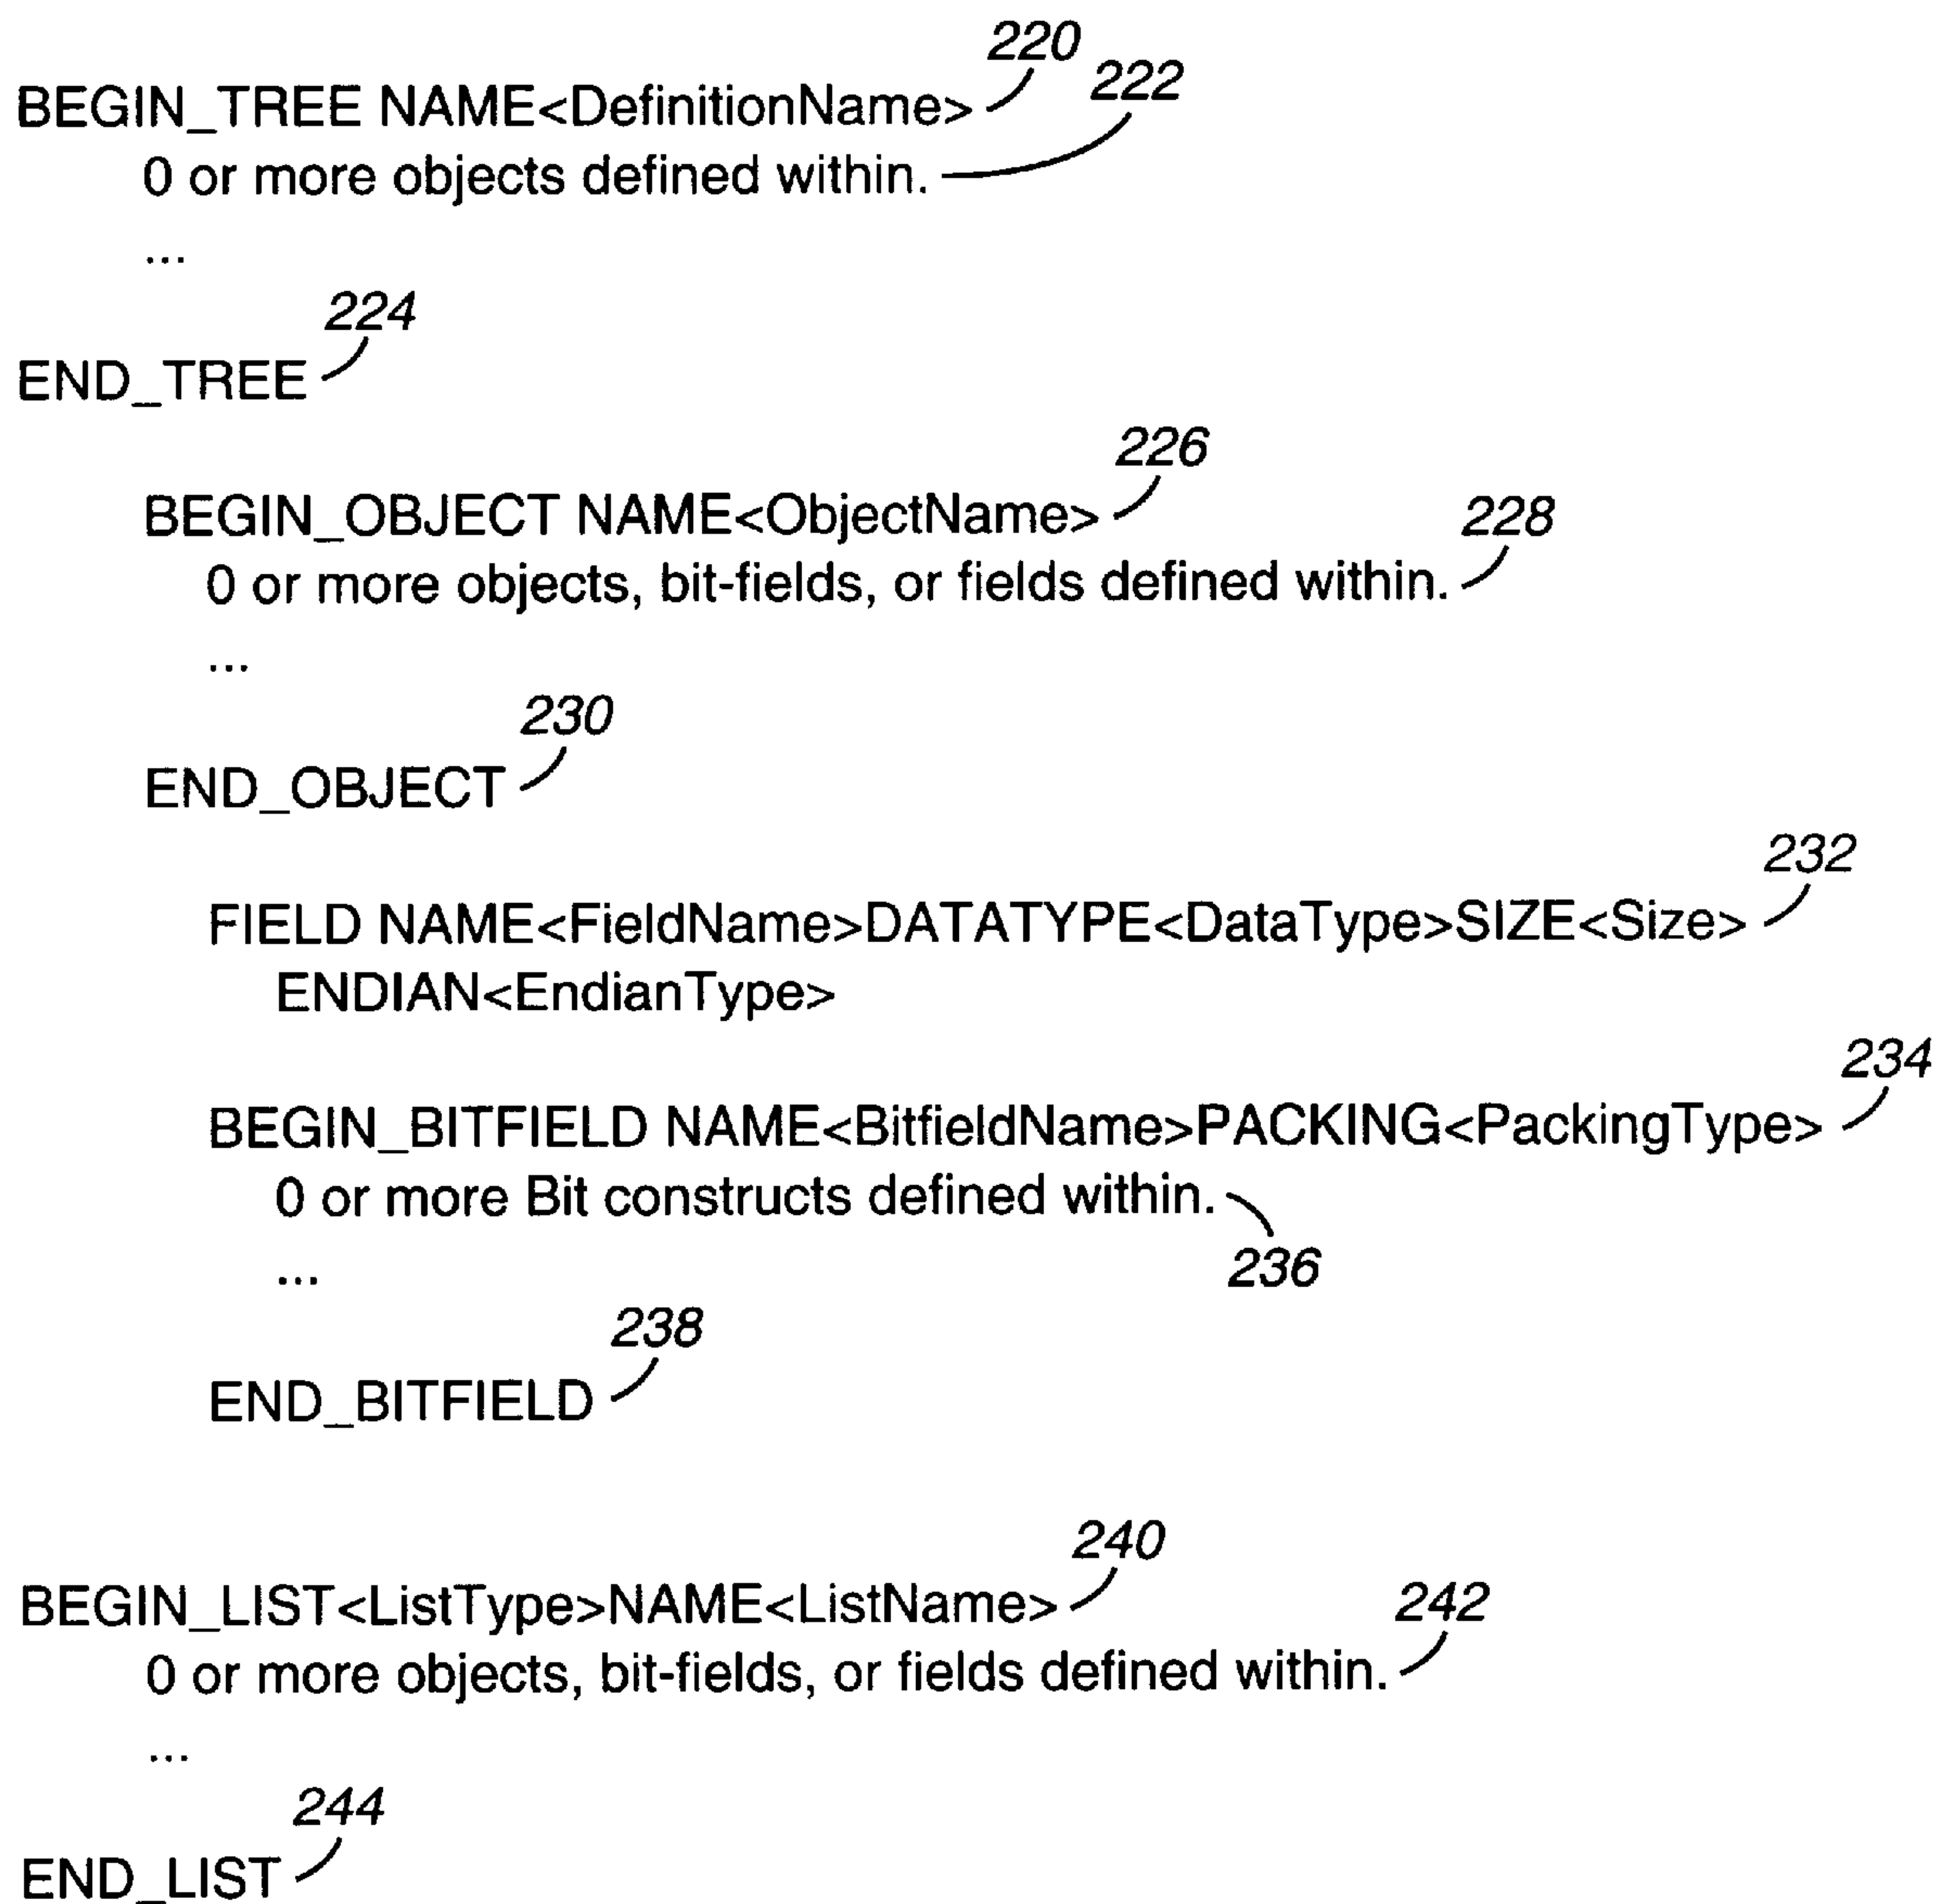 220
BEGIN_TREE NAME<DefinitionName>
222
0 or more objects defined within.
...
224
END_TREE
226
BEGIN_OBJECT NAME<ObjectName>
228
0 or more objects, bit-fields, or fields defined within.
...
230
END_OBJECT
232
FIELD NAME<FieldName>DATATYPE<DataType>SIZE<Size>
ENDIAN<EndianType>
234
BEGIN_BITFIELD NAME<BitfieldName>PACKING<PackingType>
0 or more Bit constructs defined within.
236
...
238
END_BITFIELD
240
BEGIN_LIST<ListType>NAME<ListName>
242
0 or more objects, bit-fields, or fields defined within.
...
244
END_LIST